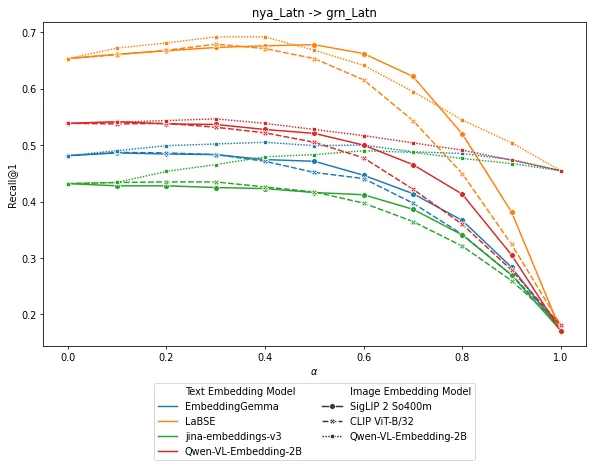 nya_Latn -> grn_Latn
Recall@1
0.7
0.6
0.5
0.4
0.3
0.2
0.0 0.2 0.4 0.6 0.8 1.0
α
Text Embedding Model Image Embedding Model
EmbeddingGemma SigLIP 2 So400m
LaBSE CLIP ViT-B/32
jina-embeddings-v3 Qwen-VL-Embedding-2B
Qwen-VL-Embedding-2B